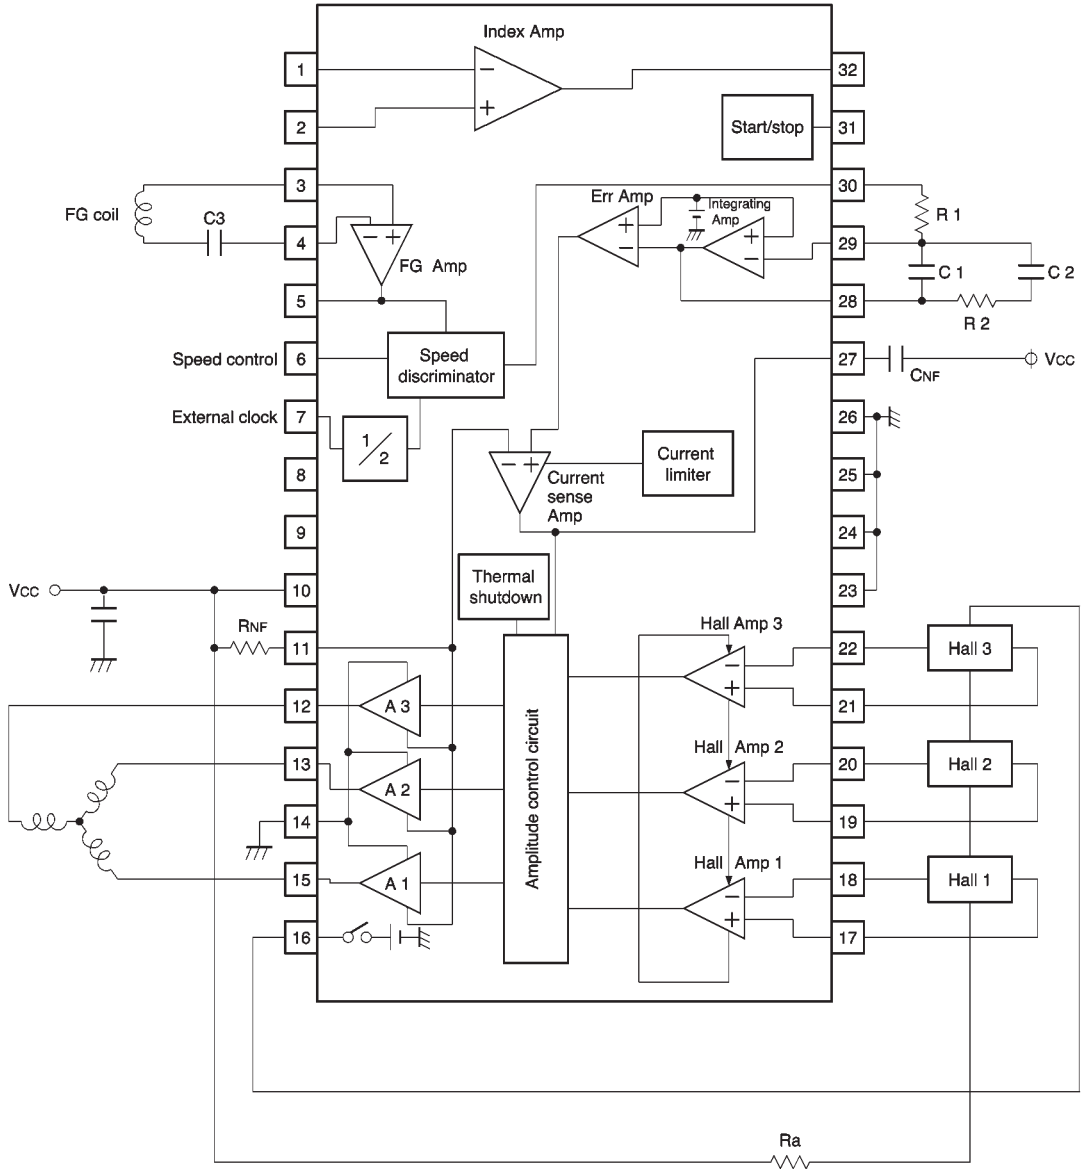 Index Amp
1
−
32
2
+
Start/stop
31
3
Err Amp
Integrating
Amp
30
FG coil
C3
R 1
4
− +
+
−
+
−
29
FG Amp
C 1
C 2
5
28
R 2
Speed control
6
Speed
discriminator
27
CNF
VCC
External clock
7
1/2
26
− +
Current
limiter
8
Current
sense
Amp
25
9
24
VCC
10
Thermal
shutdown
23
RNF
11
Hall Amp 3
22
Hall 3
−
+
12
A 3
21
Amplitude control circuit
Hall Amp 2
13
A 2
−
+
20
Hall 2
14
19
Hall Amp 1
15
A 1
−
+
18
Hall 1
16
17
Ra